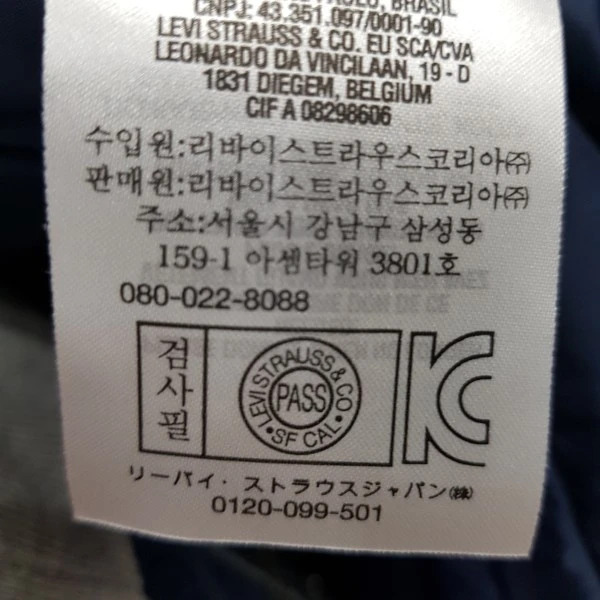 PAULO, BRASIL
CNPJ: 43.351.097/0001-90
LEVI STRAUSS & CO. EU SCA/CVA
LEONARDO DA VINCILAAN, 19 - D
1831 DIEGEM, BELGIUM
CIF A 08298606
수입원:리바이스트라우스코리아㈜
판매원:리바이스트라우스코리아㈜
주소:서울시 강남구 삼성동
159-1 아셈타워 3801호
080-022-8088
검사필
LEVI STRAUSS & CO.
PASS
•SF CAL•
KC
リーバイ・ストラウスジャパン㈱
0120-099-501